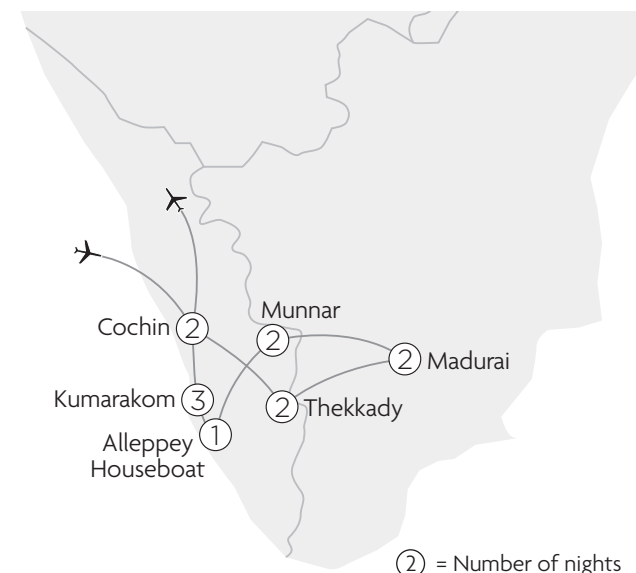 Munnar
2
Cochin
2
2
Madurai
Kumarakom
3
2
Thekkady
1
Alleppey
Houseboat
2 = Number of nights